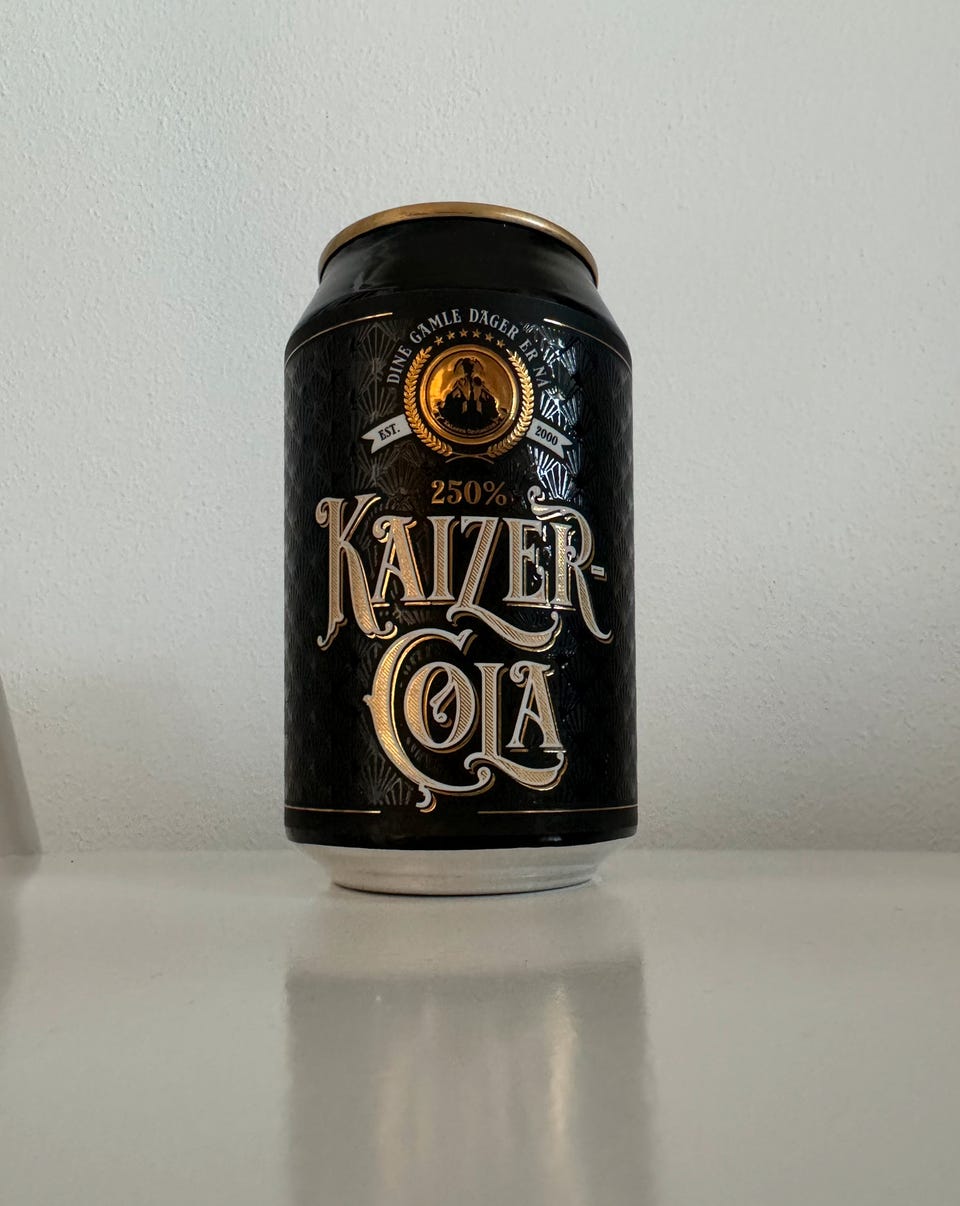 DINE GAMLE DAGER ER NÅ
EST. 2000
250%
KAIZER-
COLA